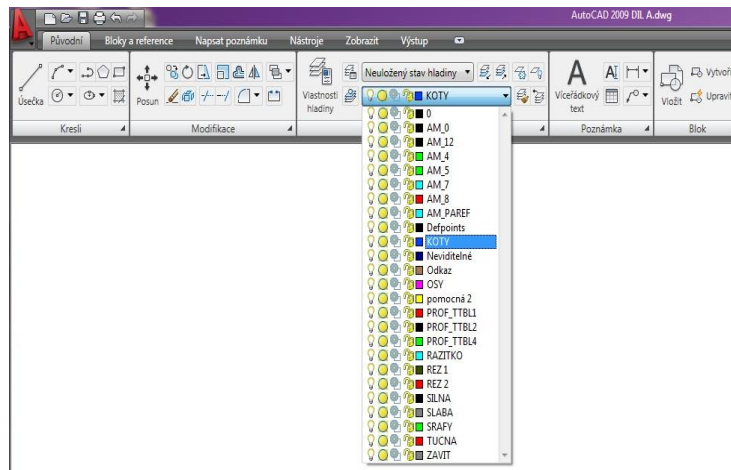 AutoCAD 2009 DIL A.dwg
Původní Bloky a reference Napsat poznámku Nástroje Zobrazit Výstup
Úsečka
Posun
Vlastnosti hladiny
Neuložený stav hladiny
KOTY
Víceřádkový text
Vložit
Vytvoři
Upravit
Kresli Modifikace Poznámka Blok
0
AM_0
AM_12
AM_4
AM_5
AM_7
AM_8
AM_PAREF
Defpoints
KOTY
Neviditelné
Odkaz
OSY
pomocná 2
PROF_TTBL1
PROF_TTBL2
PROF_TTBL4
RAZITKO
REZ 1
REZ 2
SILNA
SLABA
SRAFY
TUCNA
ZAVIT